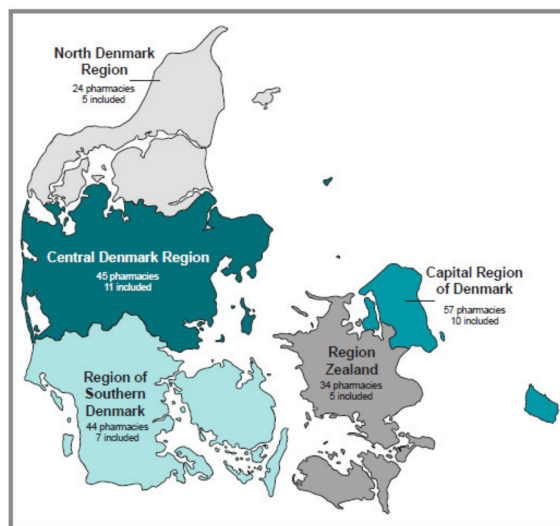 North Denmark
Region
24 pharmacies
5 included
Central Denmark Region
45 pharmacies
11 included
Capital Region
of Denmark
57 pharmacies
10 included
Region
Zealand
34 pharmacies
5 included
Region of
Southern
Denmark
44 pharmacies
7 included